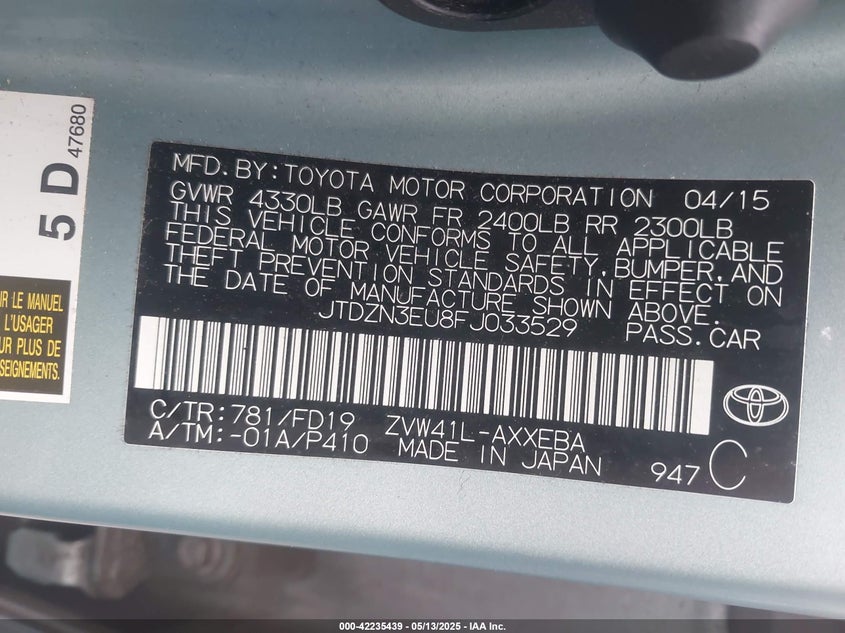 5 D 47680
UR LE MANUEL
L'USAGER
UR PLUS DE
SEIGNEMENTS.
MFD.BY:TOYOTA MOTOR CORPORATION 04/15
GVWR 4330LB GAWR FR 2400LB RR 2300LB
THIS VEHICLE CONFORMS TO ALL APPLICABLE
FEDERAL MOTOR VEHICLE SAFETY,BUMPER,AND
THEFT PREVENTION STANDARDS IN EFFECT ON
THE DATE OF MANUFACTURE SHOWN ABOVE.
JTDZN3EU8FJ033529 PASS.CAR
C/TR:781/FD19 ZVW41L-AXXEBA
A/TM:-01A/P410 MADE IN JAPAN 947 C
TOYOTA
000-42235439 - 05/13/2025 - IAA Inc.